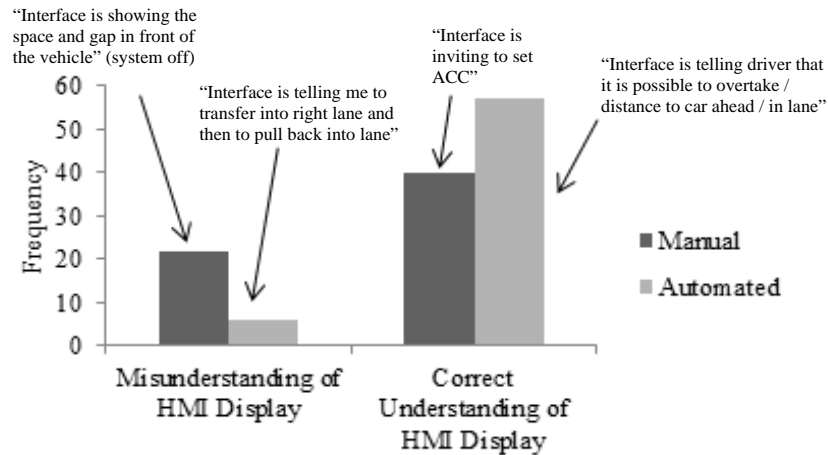 “Interface is showing the
space and gap in front of
the vehicle” (system off)
“Interface is telling me to
transfer into right lane and
then to pull back into lane”
“Interface is
inviting to set
ACC”
“Interface is telling driver that
it is possible to overtake /
distance to car ahead / in lane”
Frequency
60
50
40
30
20
10
0
Misunderstanding of
HMI Display
Correct
Understanding of
HMI Display
Manual
Automated